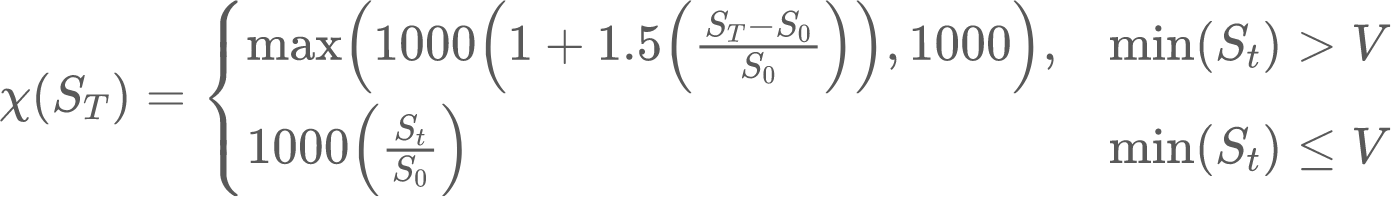 χ(S_T) = { max(1000(1 + 1.5((S_T − S_0)/S_0)), 1000), min(S_t) > V
1000(S_t/S_0) min(S_t) ≤ V